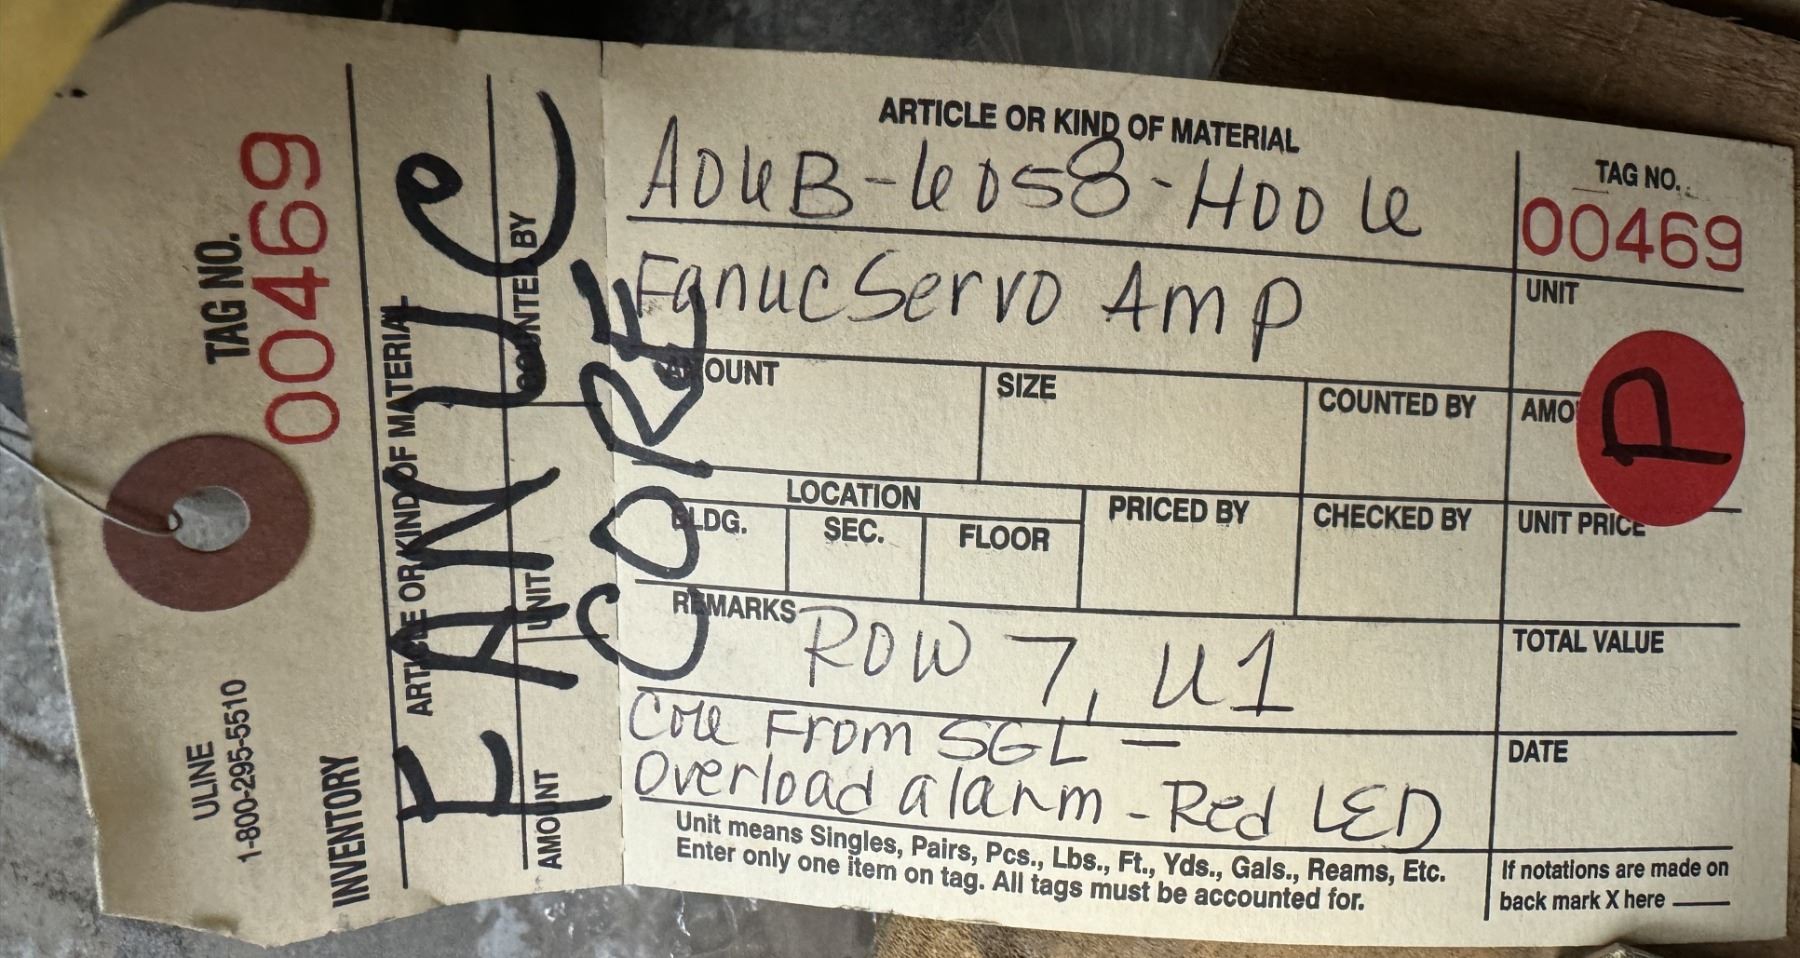 TAG NO.
00469
ULINE
1-800-295-5510
INVENTORY
ARTICLE OR KIND OF MATERIAL
COUNTED BY
UNIT
AMOUNT
FANUC
CORE
ARTICLE OR KIND OF MATERIAL
A06B-6058-H006
Fanuc Servo Amp
TAG NO.
00469
UNIT
AMOUNT
SIZE
COUNTED BY
AMO
P
LOCATION
BLDG.
SEC.
FLOOR
PRICED BY
CHECKED BY
UNIT PRICE
REMARKS
ROW 7, U1
TOTAL VALUE
Core From SGL -
Overload alarm - Red LED
DATE
Unit means Singles, Pairs, Pcs., Lbs., Ft., Yds., Gals., Reams, Etc.
Enter only one item on tag. All tags must be accounted for.
If notations are made on
back mark X here